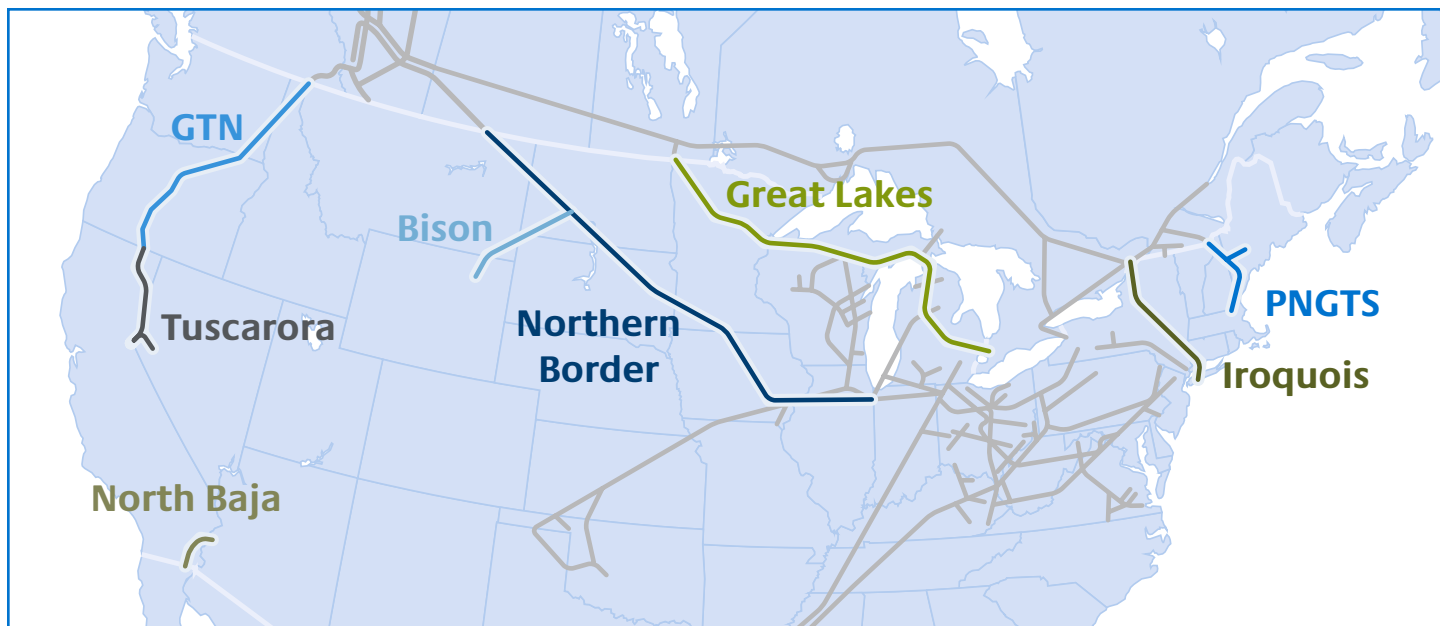 GTN
Great Lakes
Bison
PNGTS
Tuscarora
Northern
Border
Iroquois
North Baja